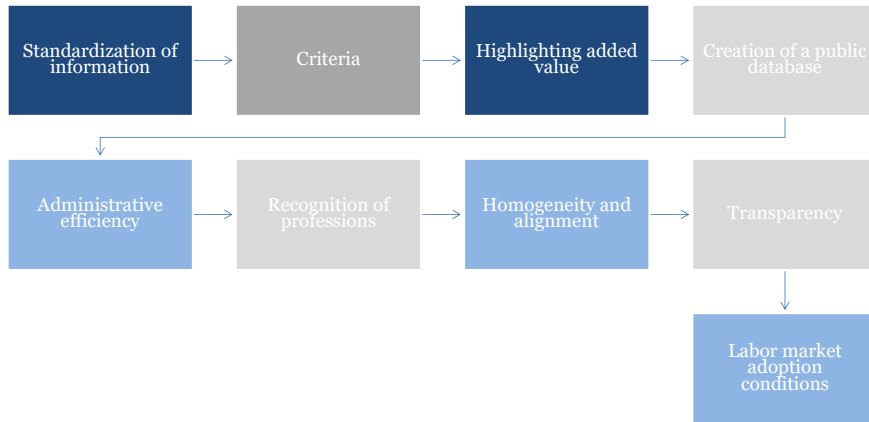 Standardization of
information
Criteria
Highlighting added
value
Creation of a public
database
Administrative
efficiency
Recognition of
professions
Homogeneity and
alignment
Transparency
Labor market
adoption
conditions